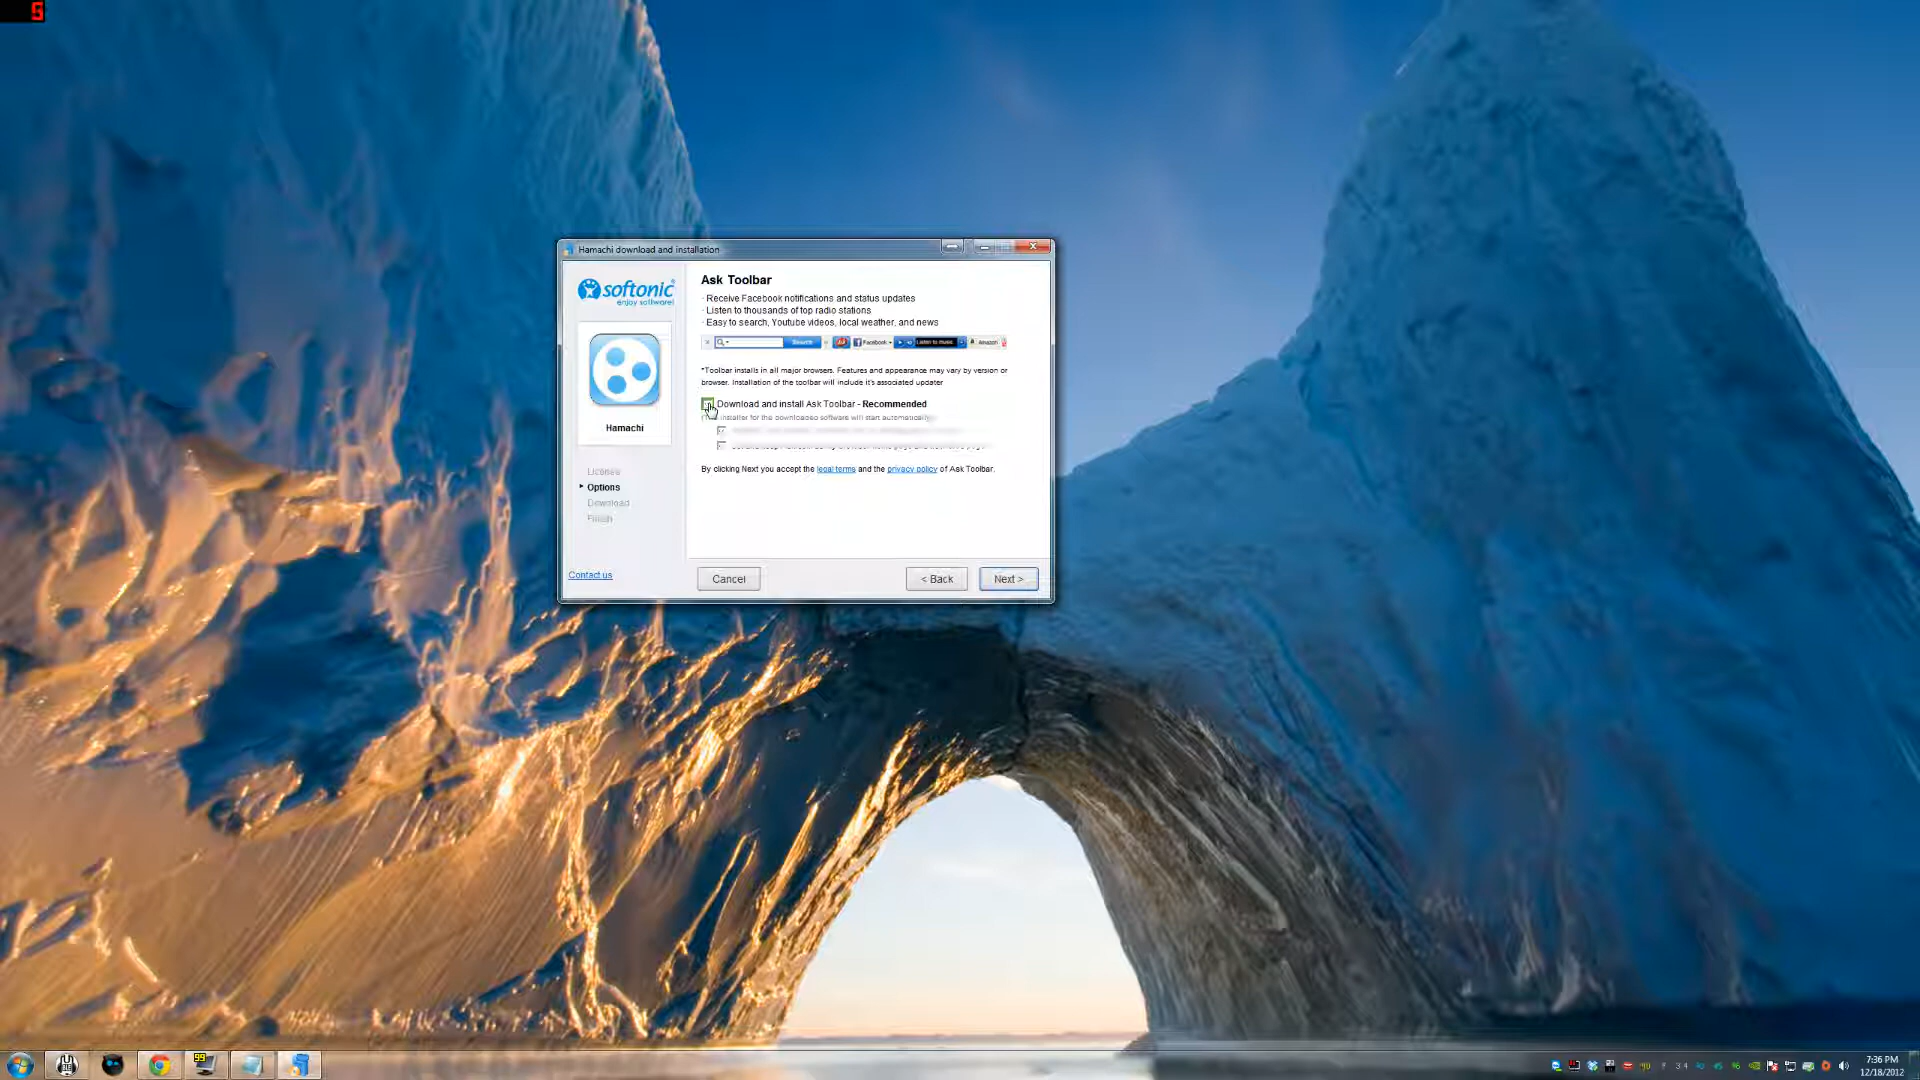 5
Hamachi download and installation
softonic
enjoy software!
Hamachi
License
Options
Download
Finish
Contact us
Ask Toolbar
· Receive Facebook notifications and status updates
· Listen to thousands of top radio stations
· Easy to search, Youtube videos, local weather, and news
Search
Facebook
Listen to music
Amazon
*Toolbar installs in all major browsers. Features and appearance may vary by version or
browser. Installation of the toolbar will include it's associated updater
Download and install Ask Toolbar - Recommended
installer for the downloaded software will start automatically
By clicking Next you accept the legal terms and the privacy policy of Ask Toolbar.
Cancel
< Back
Next >
99
7:36 PM
12/18/2012